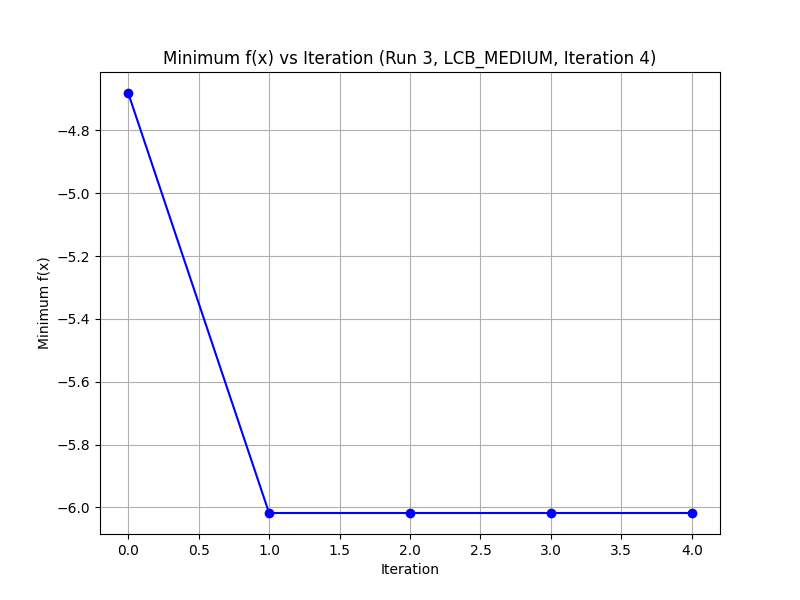 Minimum f(x) vs Iteration (Run 3, LCB_MEDIUM, Iteration 4)
Minimum f(x)
−4.8
−5.0
−5.2
−5.4
−5.6
−5.8
−6.0
0.0 0.5 1.0 1.5 2.0 2.5 3.0 3.5 4.0
Iteration